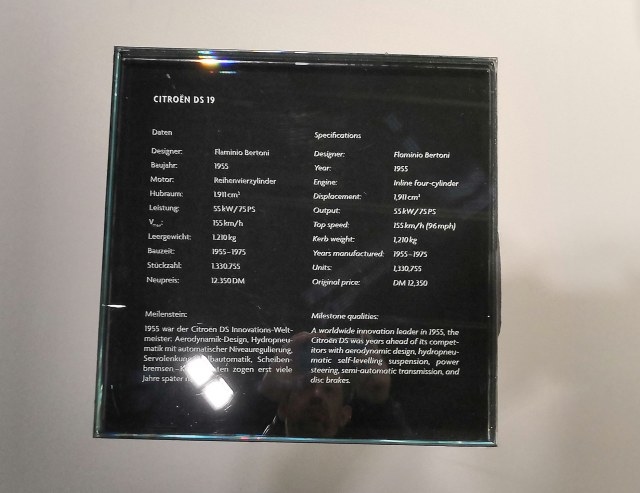 CITROËN DS 19
Daten
Designer: Flaminio Bertoni
Baujahr: 1955
Motor: Reihenvierzylinder
Hubraum: 1.911 cm³
Leistung: 55 kW / 75 PS
Vmax: 155 km/h
Leergewicht: 1.210 kg
Bauzeit: 1955–1975
Stückzahl: 1.330.755
Neupreis: 12.350 DM
Meilenstein:
1955 war der Citroën DS Innovations-Welt-
meister: Aerodynamik-Design, Hydropneu-
matik mit automatischer Niveauregulierung,
Servolenkung, Halbautomatik, Scheiben-
bremsen – zogen erst viele
Jahre später
Specifications
Designer: Flaminio Bertoni
Year: 1955
Engine: Inline four-cylinder
Displacement: 1,911 cm³
Output: 55 kW / 75 PS
Top speed: 155 km/h (96 mph)
Kerb weight: 1,210 kg
Years manufactured: 1955–1975
Units: 1,330,755
Original price: DM 12,350
Milestone qualities:
A worldwide innovation leader in 1955, the
Citroën DS was years ahead of its compet-
itors with aerodynamic design, hydropneu-
matic self-levelling suspension, power
steering, semi-automatic transmission, and
disc brakes.